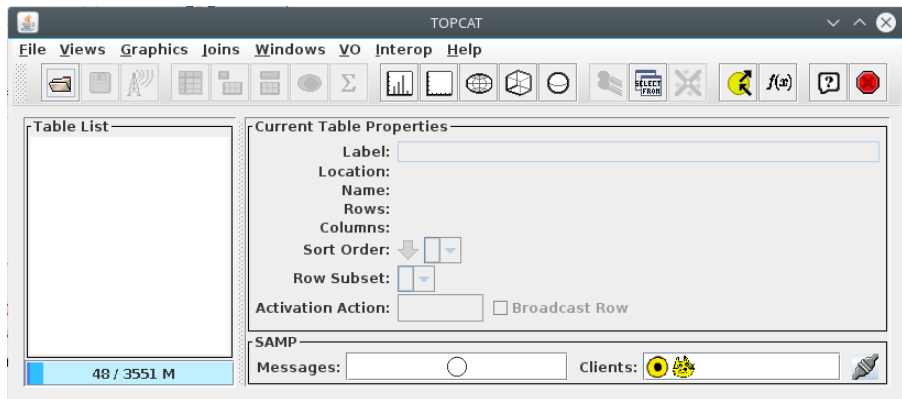 TOPCAT
File Views Graphics Joins Windows VO Interop Help
SELECT
FROM
f(x)
?
Table List
48 / 3551 M
Current Table Properties
Label:
Location:
Name:
Rows:
Columns:
Sort Order:
Row Subset:
Activation Action:
Broadcast Row
SAMP
Messages:
Clients: